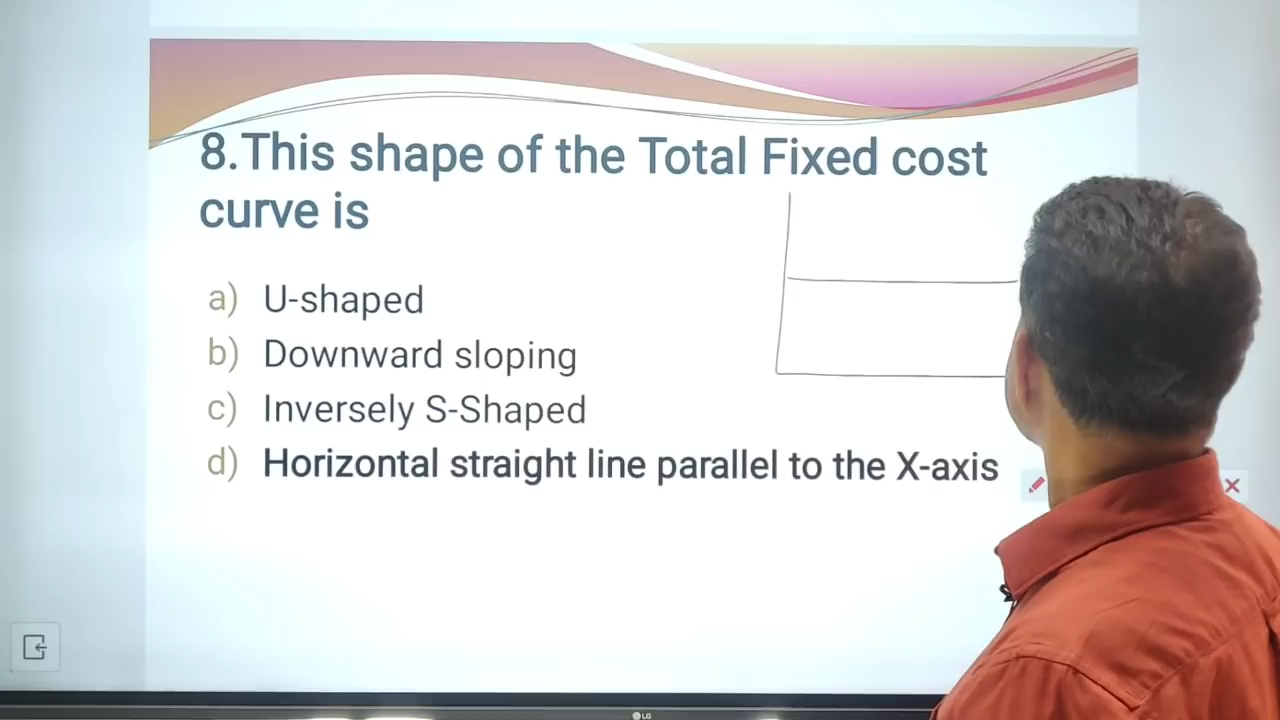 8.This shape of the Total Fixed cost
curve is
a) U-shaped
b) Downward sloping
c) Inversely S-Shaped
d) Horizontal straight line parallel to the X-axis
LG